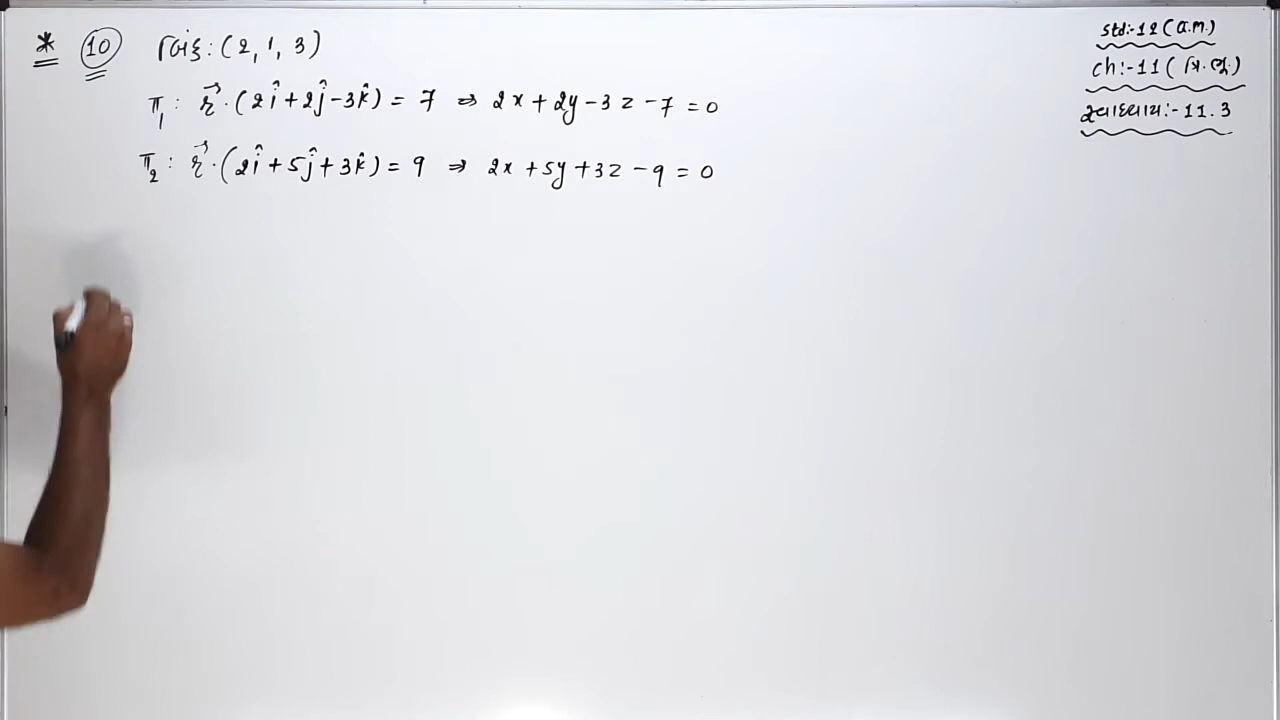 * 10 બિંદુ : (2, 1, 3)
π₁ : r⃗ · (2î + 2ĵ - 3k̂) = 7 ⇒ 2x + 2y - 3z - 7 = 0
π₂ : r⃗ · (2î + 5ĵ + 3k̂) = 9 ⇒ 2x + 5y + 3z - 9 = 0
std:-12 (a.m.)
ch:-11 (ત્રિ.ભૂ.)
સ્વાધ્યાય:- 11.3